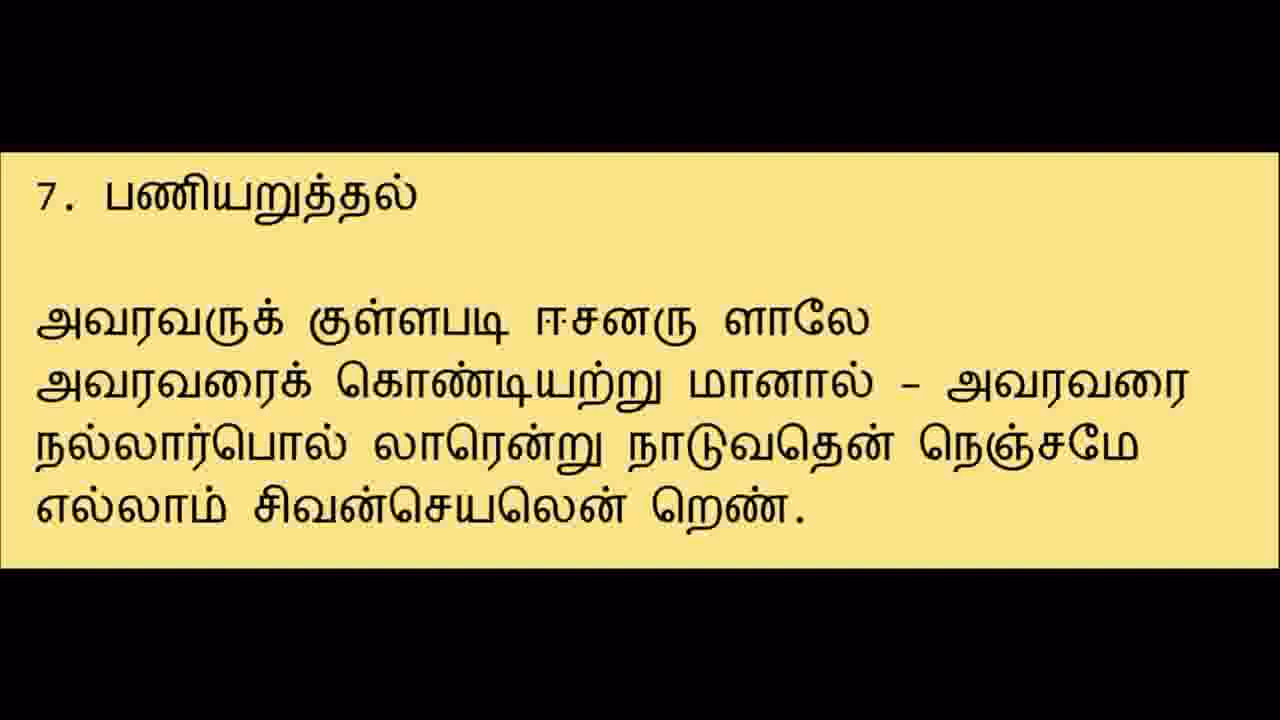 7. பணியறுத்தல்
அவரவருக் குள்ளபடி ஈசனரு ளாலே
அவரவரைக் கொண்டியற்று மானால் - அவரவரை
நல்லார்பொல் லாரென்று நாடுவதென் நெஞ்சமே
எல்லாம் சிவன்செயலென் றெண்.